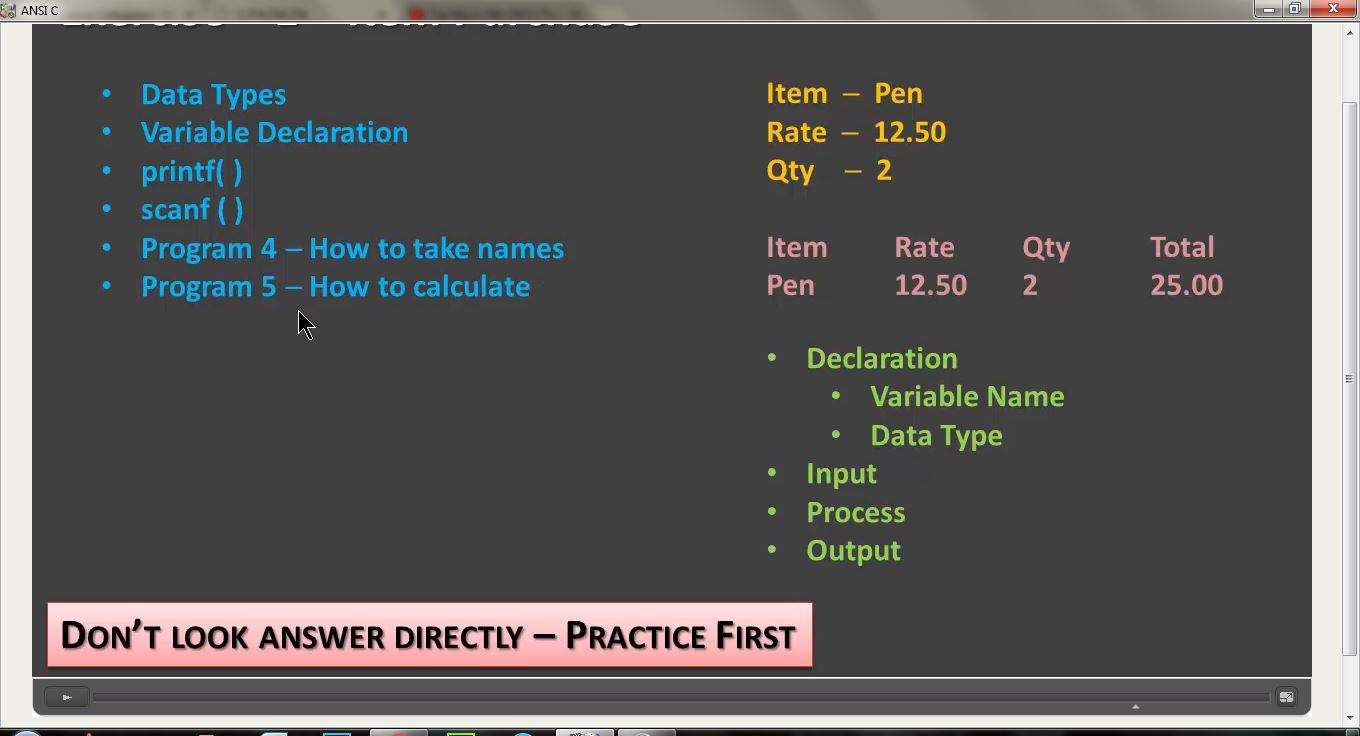 ANSI C
• Data Types
• Variable Declaration
• printf( )
• scanf ( )
• Program 4 – How to take names
• Program 5 – How to calculate
Item – Pen
Rate – 12.50
Qty – 2
Item Rate Qty Total
Pen 12.50 2 25.00
• Declaration
• Variable Name
• Data Type
• Input
• Process
• Output
DON'T LOOK ANSWER DIRECTLY – PRACTICE FIRST